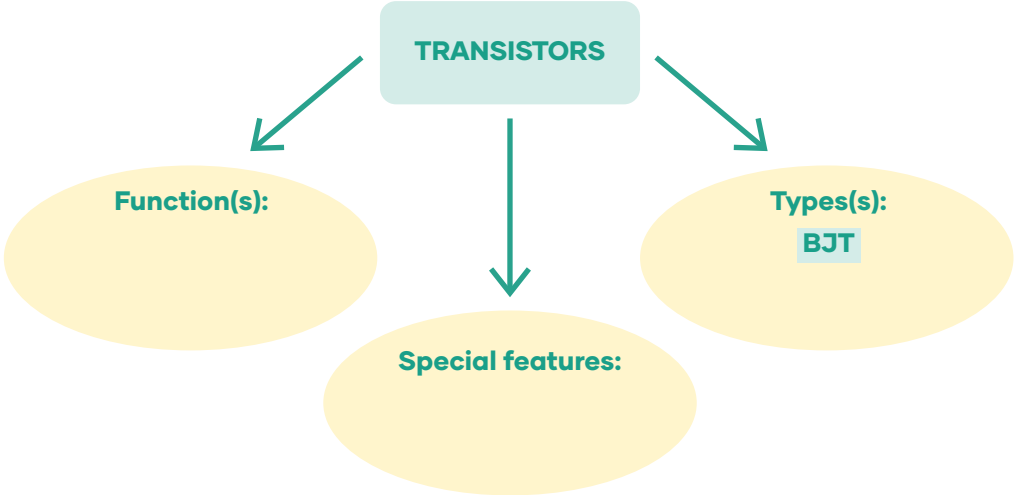 TRANSISTORS
Function(s):
Types(s):
BJT
Special features: